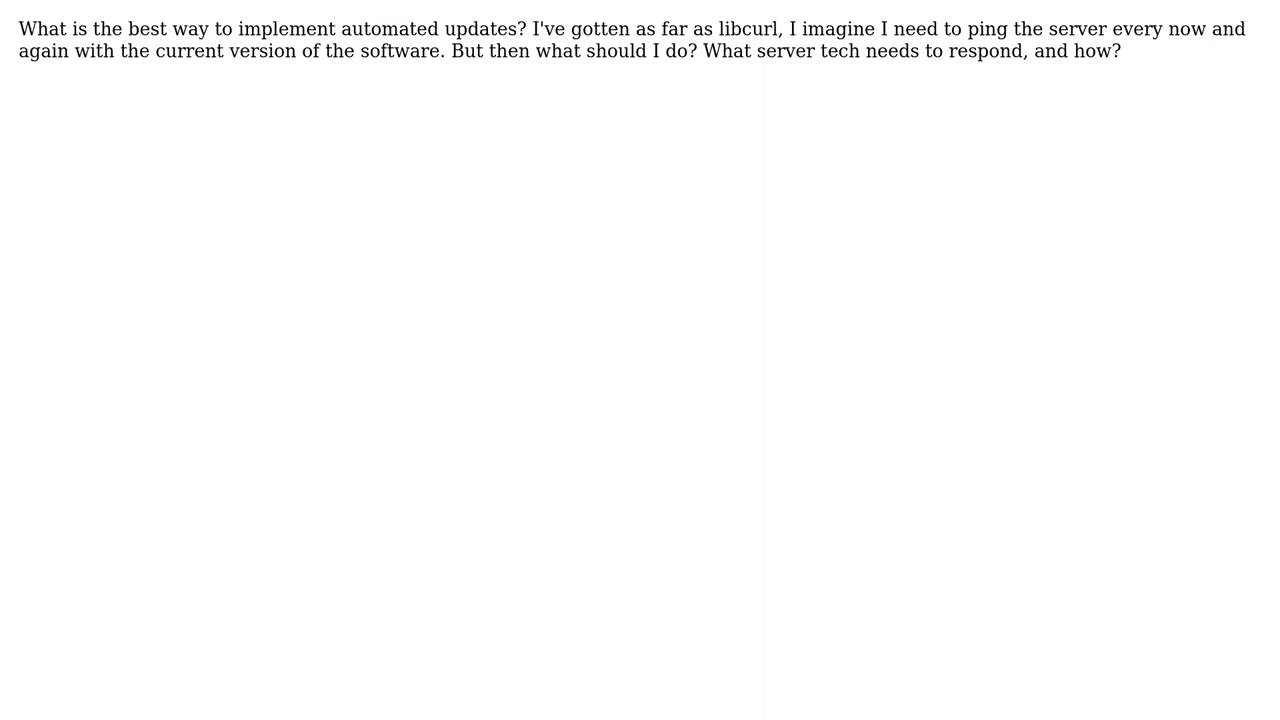 What is the best way to implement automated updates? I've gotten as far as libcurl, I imagine I need to ping the server every now and
again with the current version of the software. But then what should I do? What server tech needs to respond, and how?